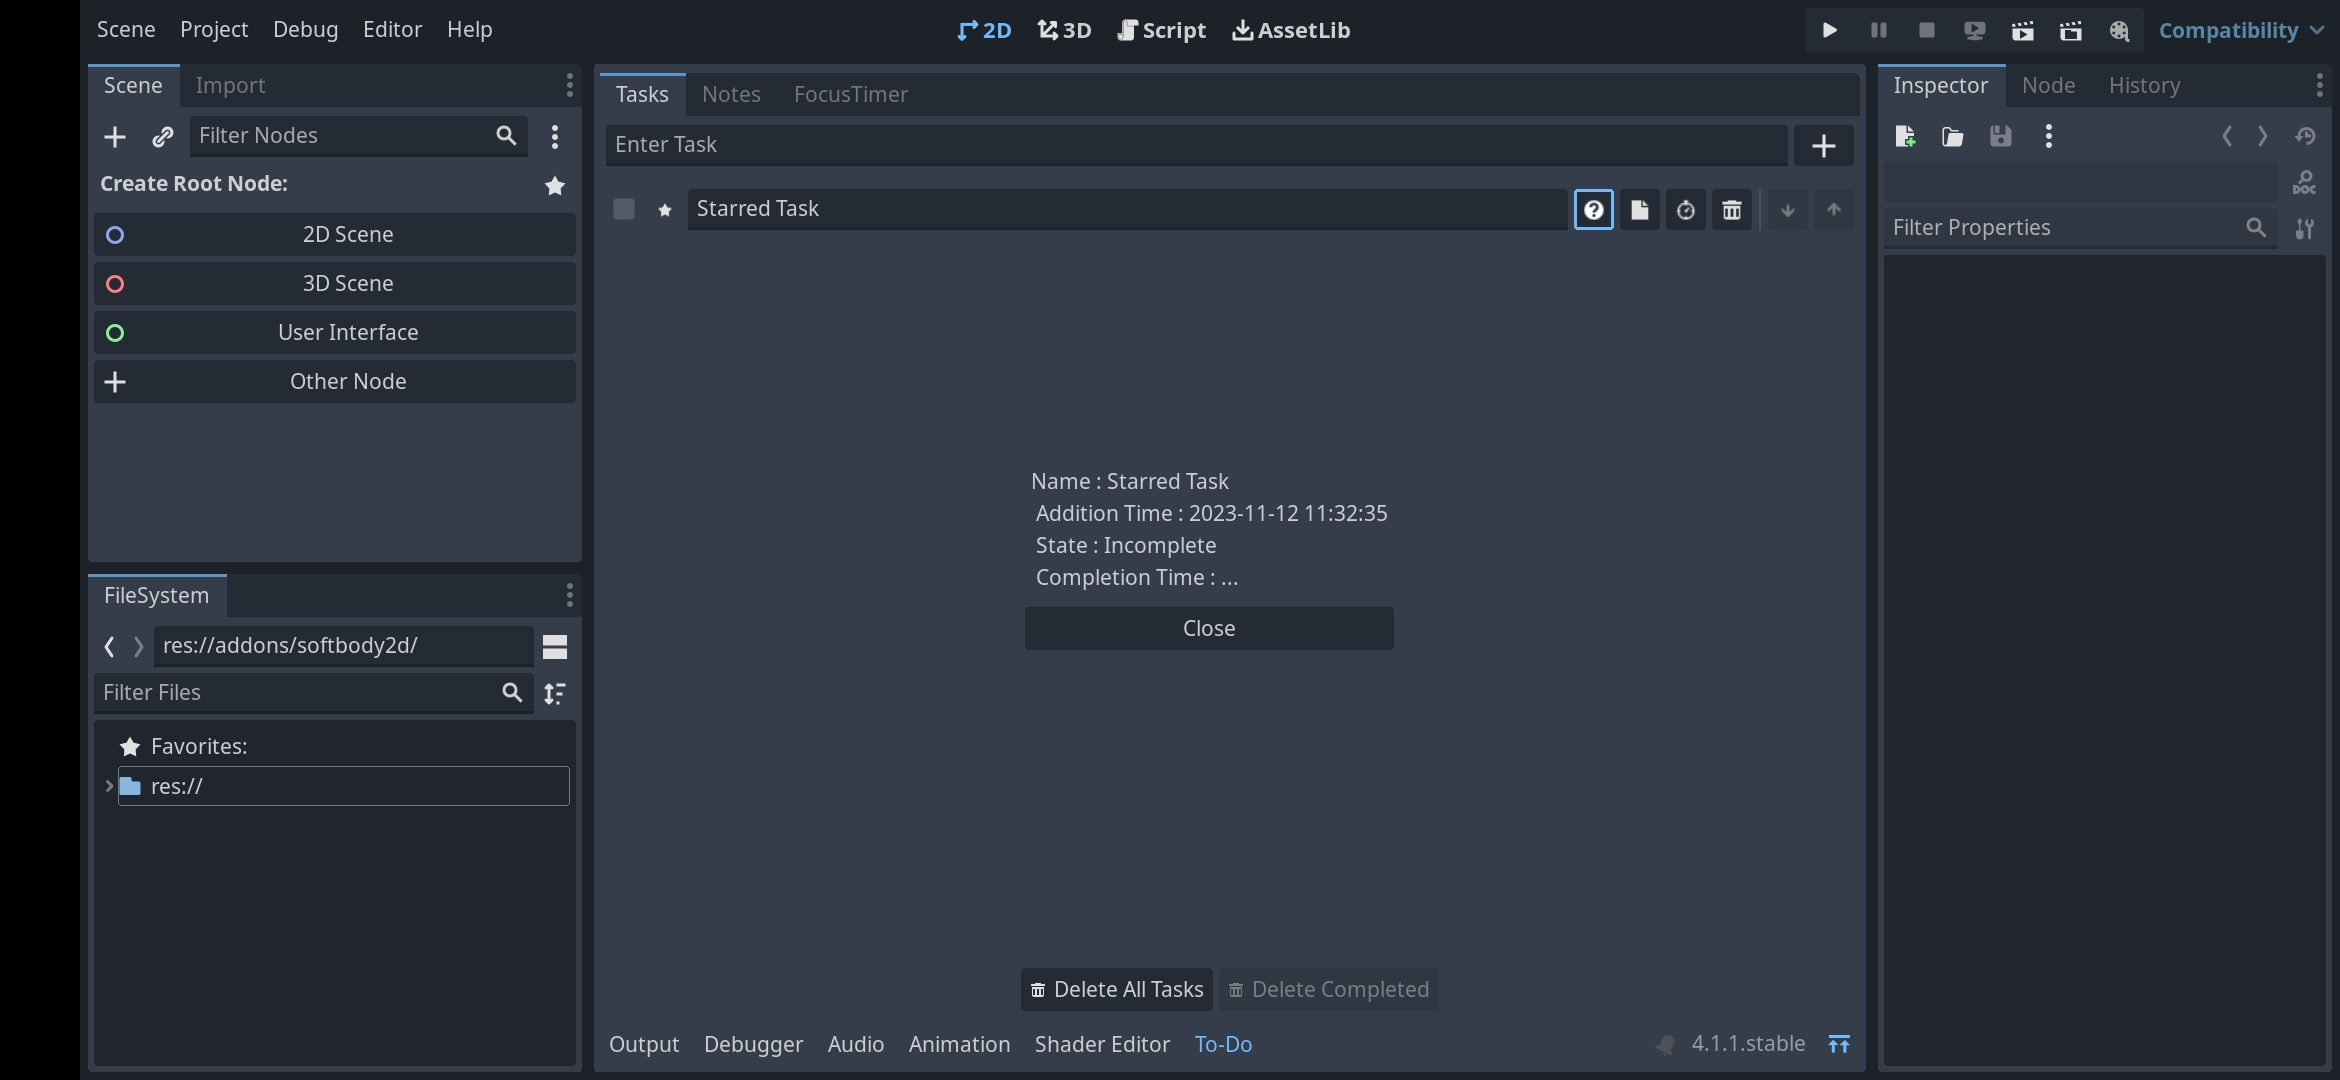 Scene Project Debug Editor Help 2D 3D Script AssetLib Compatibility
Scene Import
Filter Nodes
Create Root Node:
2D Scene
3D Scene
User Interface
Other Node
FileSystem
res://addons/softbody2d/
Filter Files
Favorites:
res://
Tasks Notes FocusTimer
Enter Task
Starred Task
Name : Starred Task
Addition Time : 2023-11-12 11:32:35
State : Incomplete
Completion Time : ...
Close
Delete All Tasks Delete Completed
Output Debugger Audio Animation Shader Editor To-Do 4.1.1.stable
Inspector Node History
DOC
Filter Properties